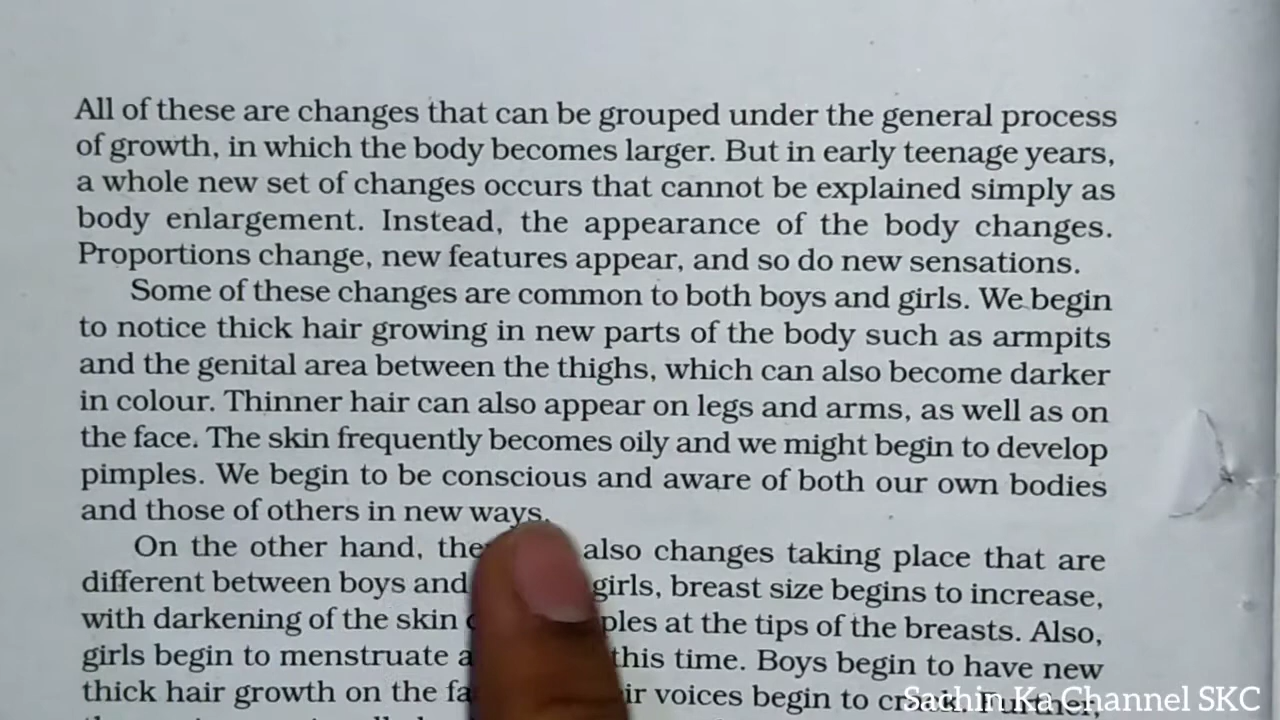 All of these are changes that can be grouped under the general process
of growth, in which the body becomes larger. But in early teenage years,
a whole new set of changes occurs that cannot be explained simply as
body enlargement. Instead, the appearance of the body changes.
Proportions change, new features appear, and so do new sensations.
Some of these changes are common to both boys and girls. We begin
to notice thick hair growing in new parts of the body such as armpits
and the genital area between the thighs, which can also become darker
in colour. Thinner hair can also appear on legs and arms, as well as on
the face. The skin frequently becomes oily and we might begin to develop
pimples. We begin to be conscious and aware of both our own bodies
and those of others in new ways.
On the other hand, also changes taking place that are
different between boys and girls, breast size begins to increase,
with darkening of the skin at the tips of the breasts. Also,
girls begin to menstruate this time. Boys begin to have new
thick hair growth on the voices begin to crack. Further,
Sachin Ka Channel SKC